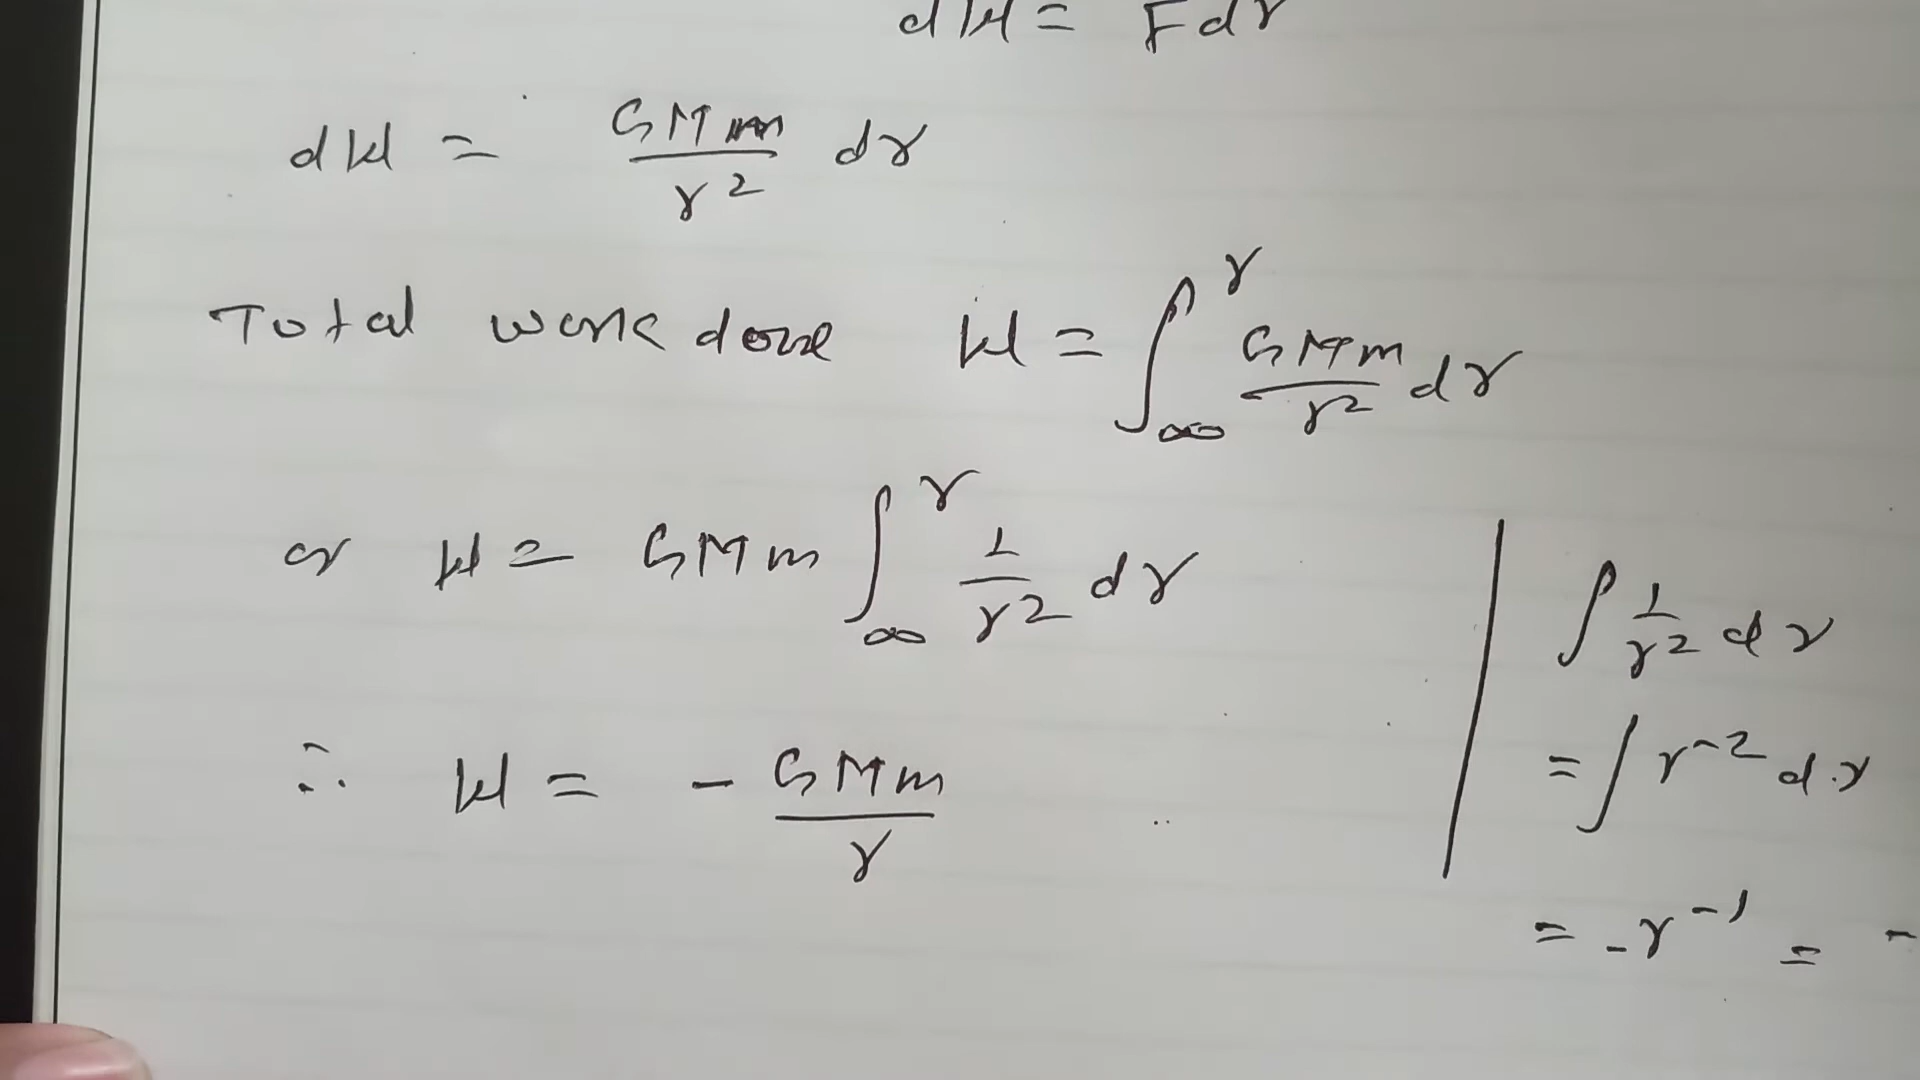 dW = Fdr
dW = GMm/r² dr
Total work done W = ∫_∞^r GMm/r² dr
or W = GMm ∫_∞^r 1/r² dr
∴ W = - GMm/r
∫ 1/r² dr
= ∫ r⁻² dr
= -r⁻¹ = -